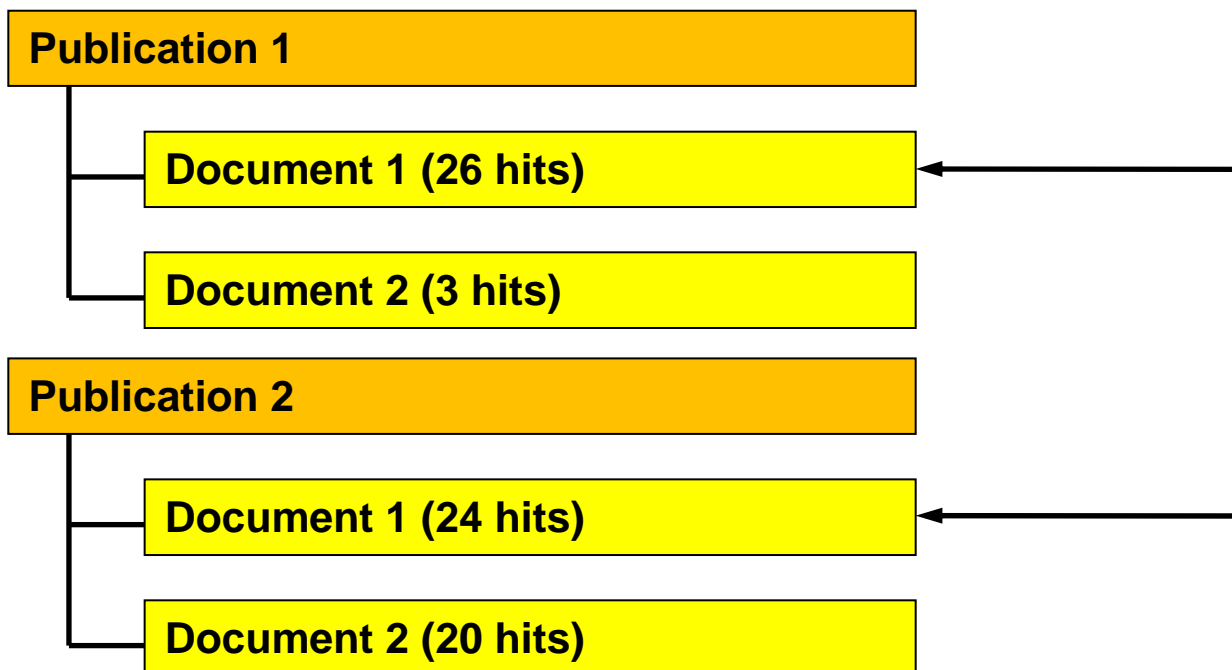 Publication 1
Document 1 (26 hits)
Document 2 (3 hits)
Publication 2
Document 1 (24 hits)
Document 2 (20 hits)